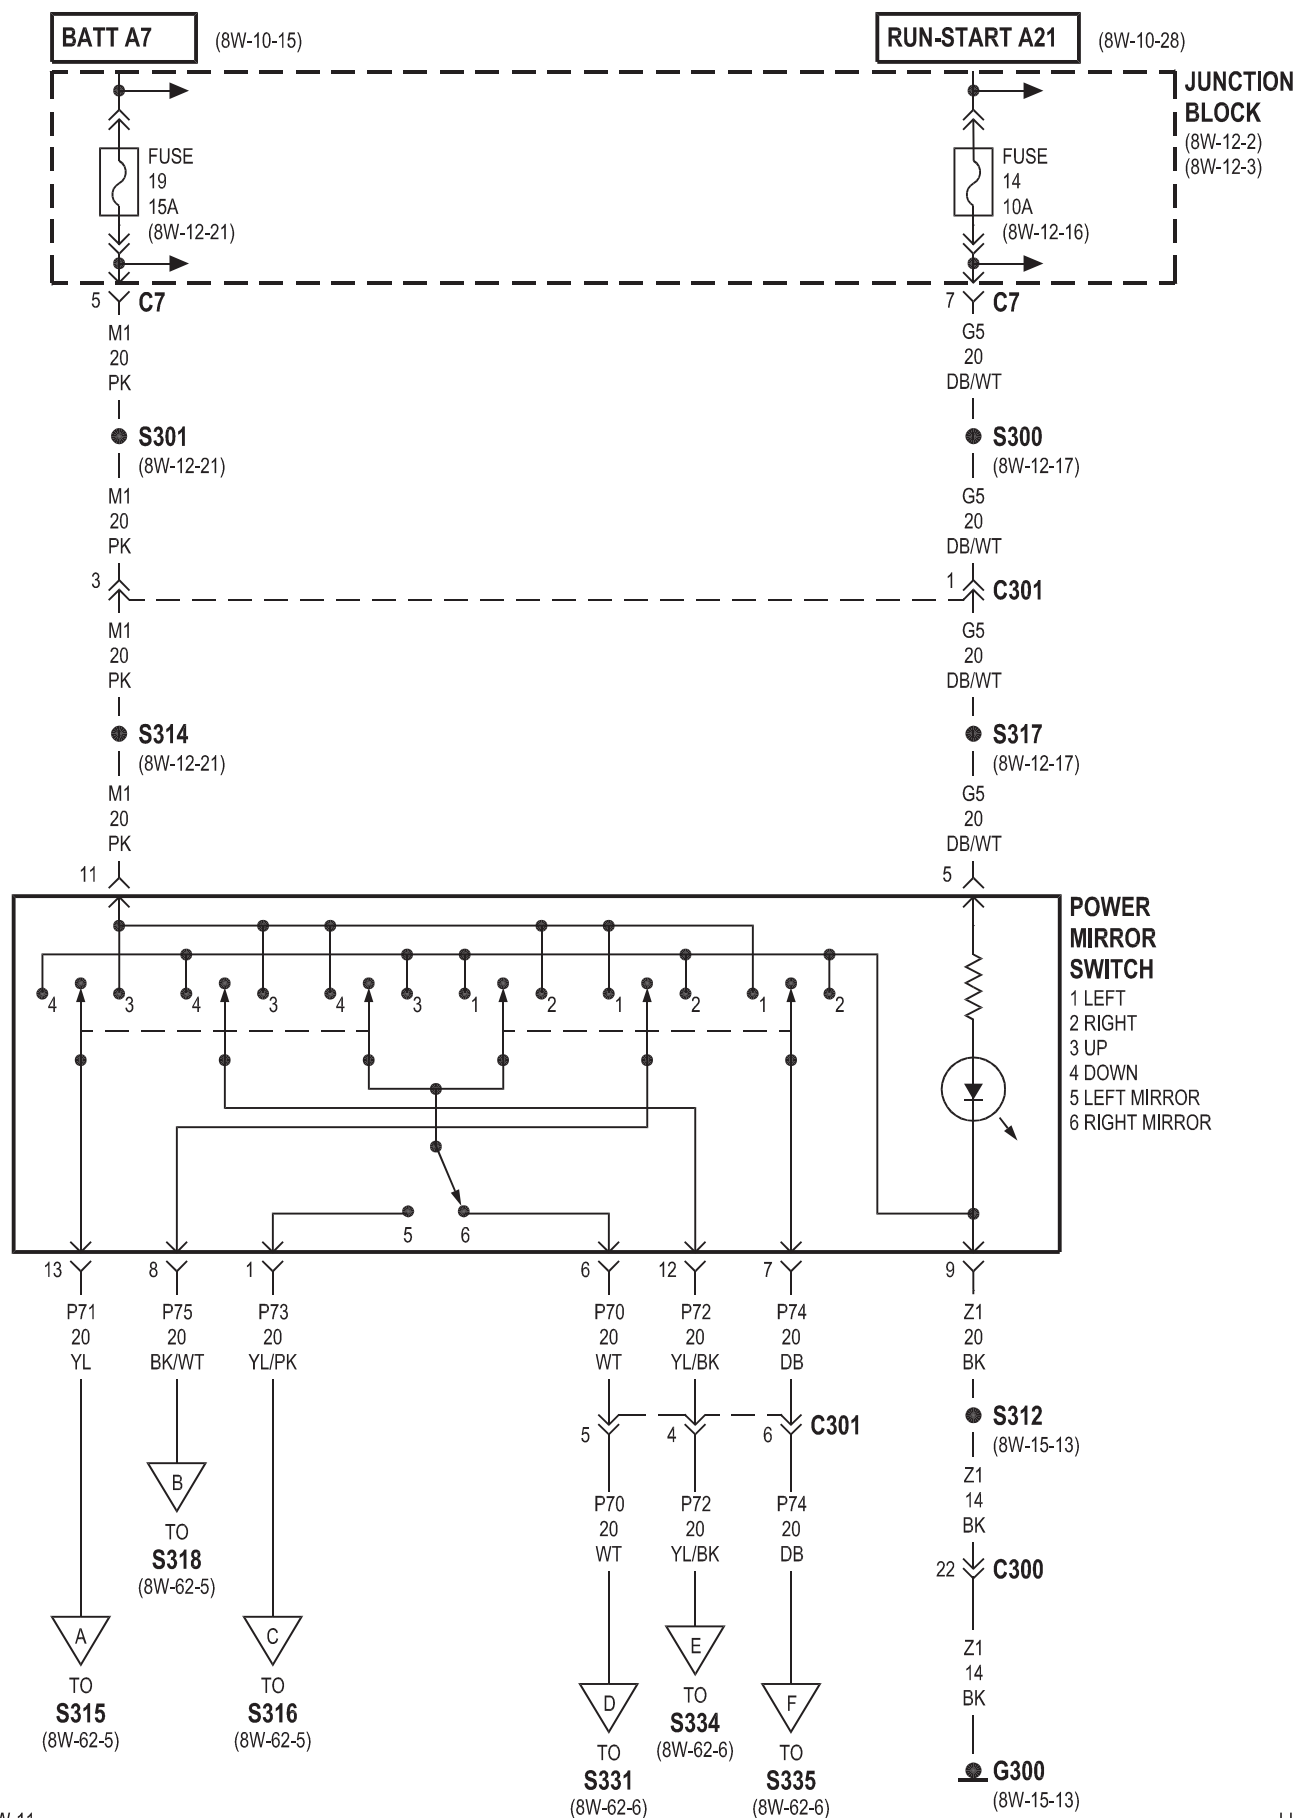 BATT A7
(8W-10-15)
RUN-START A21
(8W-10-28)
JUNCTION
BLOCK
(8W-12-2)
(8W-12-3)
FUSE
19
15A
(8W-12-21)
FUSE
14
10A
(8W-12-16)
5
C7
7
C7
M1
20
PK
G5
20
DB/WT
S301
(8W-12-21)
S300
(8W-12-17)
M1
20
PK
G5
20
DB/WT
3
1
C301
M1
20
PK
G5
20
DB/WT
S314
(8W-12-21)
S317
(8W-12-17)
M1
20
PK
G5
20
DB/WT
11
5
POWER
MIRROR
SWITCH
1 LEFT
2 RIGHT
3 UP
4 DOWN
5 LEFT MIRROR
6 RIGHT MIRROR
4 3 4 3 4 3 1 2 1 2 1 2
5 6
13 8 1 6 12 7 9
P71
20
YL
P75
20
BK/WT
P73
20
YL/PK
P70
20
WT
P72
20
YL/BK
P74
20
DB
Z1
20
BK
5 4 6
C301
S312
(8W-15-13)
B
TO
S318
(8W-62-5)
P70
20
WT
P72
20
YL/BK
P74
20
DB
Z1
14
BK
22
C300
A
TO
S315
(8W-62-5)
C
TO
S316
(8W-62-5)
D
TO
S331
(8W-62-6)
E
TO
S334
(8W-62-6)
F
TO
S335
(8W-62-6)
Z1
14
BK
G300
(8W-15-13)